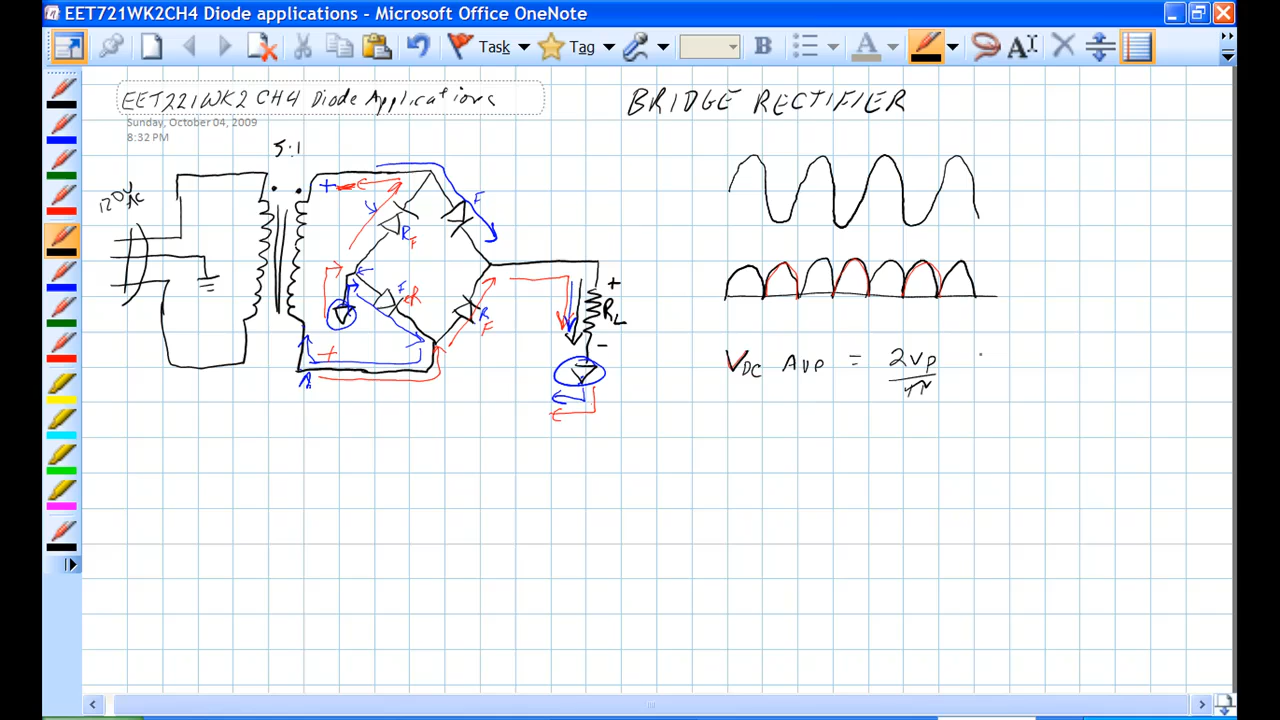 EET721WK2CH4 Diode applications - Microsoft Office OneNote
Task
Tag
B
A
A
EET221WK2 CH4 Diode Applications
BRIDGE RECTIFIER
Sunday, October 04, 2009
8:32 PM
5:1
120V AC
+
F
R
F
F
R
R
F
+
+
RL
-
VDC AVP = 2VP
π